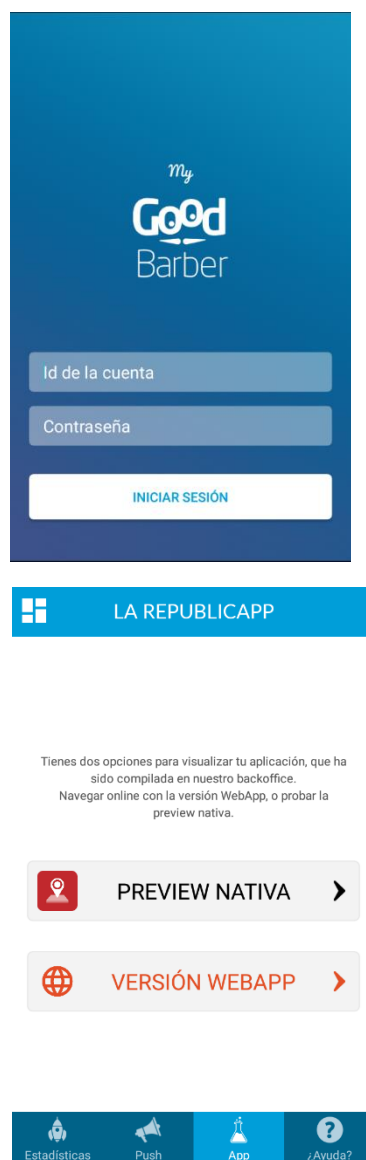 My
Good
Barber
Id de la cuenta
Contraseña
INICIAR SESIÓN
LA REPUBLICAPP
Tienes dos opciones para visualizar tu aplicación, que ha
sido compilada en nuestro backoffice.
Navegar online con la versión WebApp, o probar la
preview nativa.
PREVIEW NATIVA
VERSIÓN WEBAPP
Estadísticas Push App ¿Ayuda?